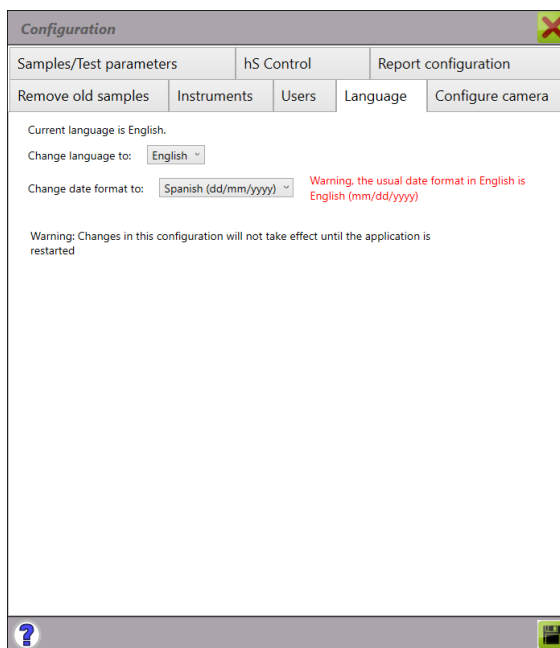 Configuration
Samples/Test parameters hS Control Report configuration
Remove old samples Instruments Users Language Configure camera
Current language is English.
Change language to: English
Change date format to: Spanish (dd/mm/yyyy) Warning, the usual date format in English is
English (mm/dd/yyyy)
Warning: Changes in this configuration will not take effect until the application is
restarted
?